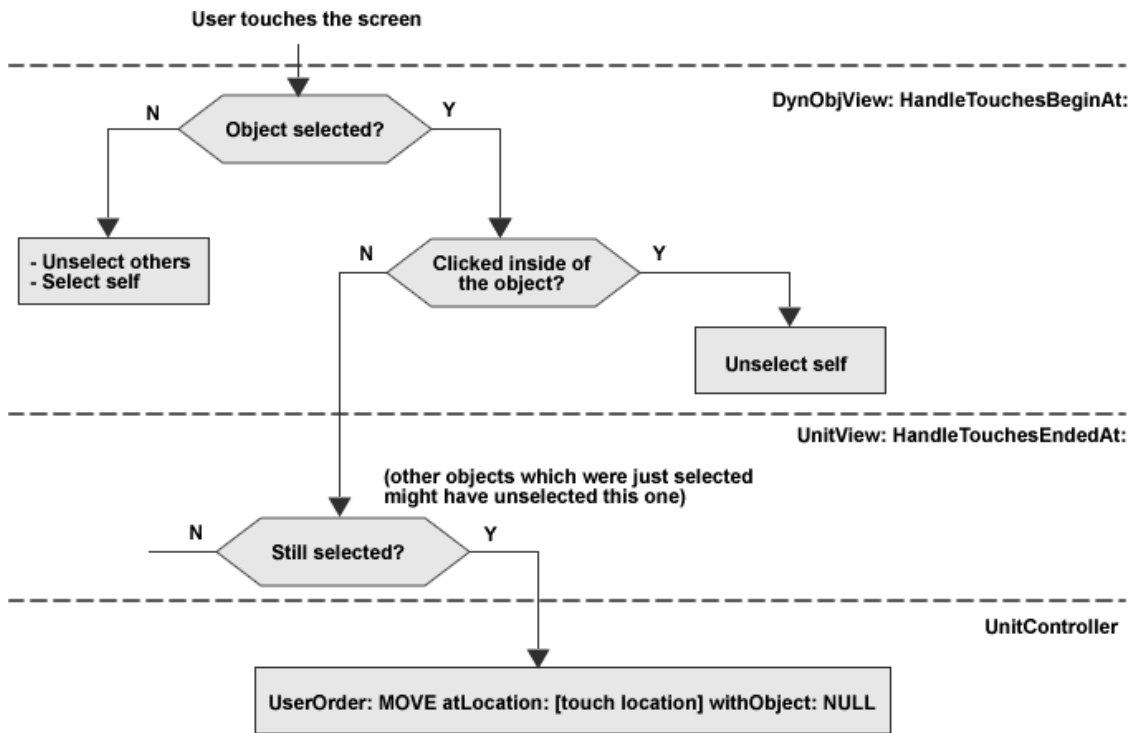 User touches the screen
DynObjView: HandleTouchesBeginAt:
N
Y
Object selected?
- Unselect others
- Select self
N
Y
Clicked inside of
the object?
Unselect self
UnitView: HandleTouchesEndedAt:
(other objects which were just selected
might have unselected this one)
N
Y
Still selected?
UnitController
UserOrder: MOVE atLocation: [touch location] withObject: NULL